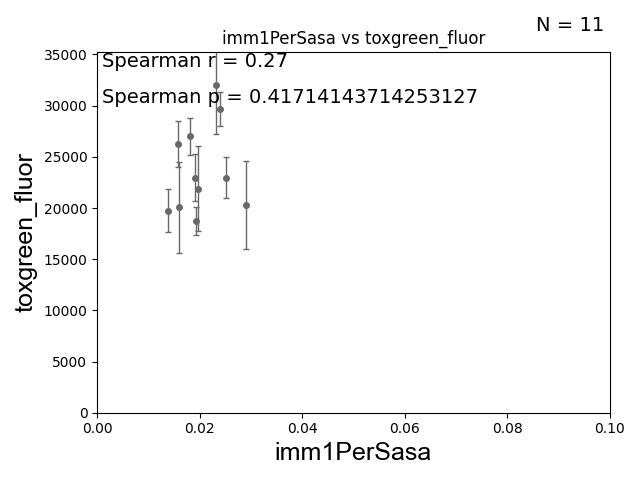 N = 11
imm1PerSasa vs toxgreen_fluor
Spearman r = 0.27
Spearman p = 0.41714143714253127
35000
30000
25000
20000
15000
10000
5000
0
toxgreen_fluor
0.00 0.02 0.04 0.06 0.08 0.10
imm1PerSasa